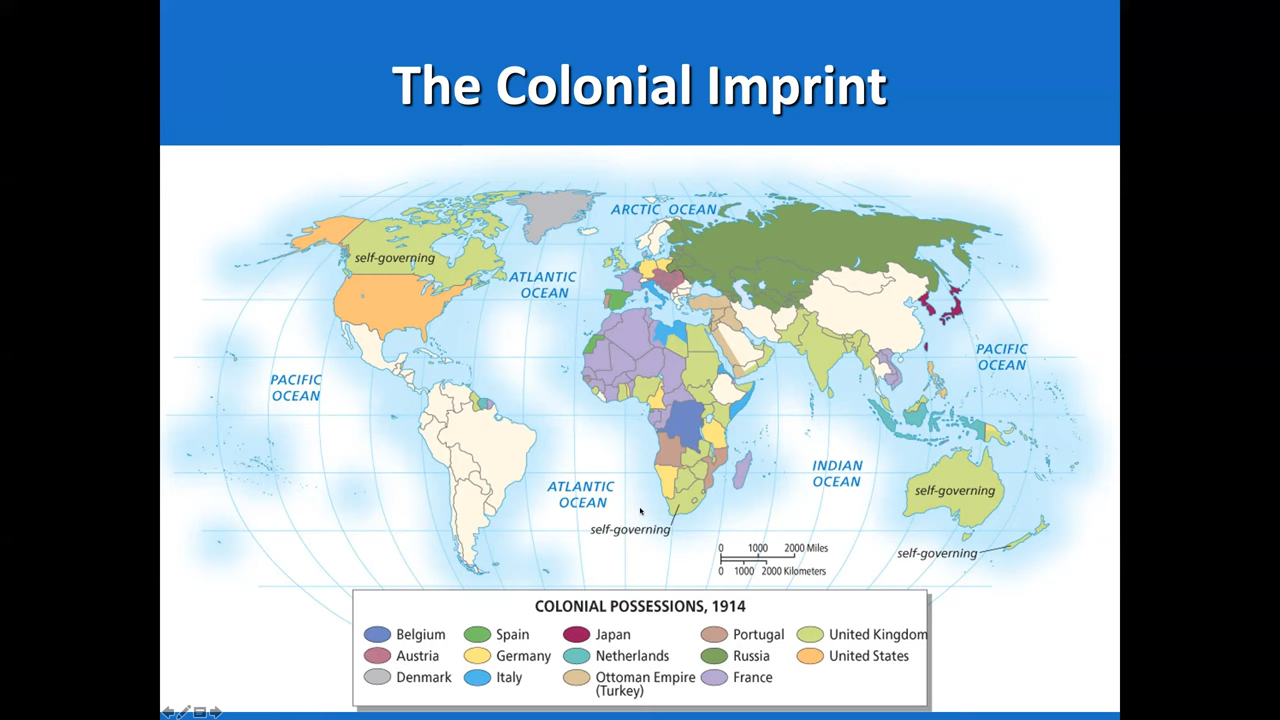 The Colonial Imprint
ARCTIC OCEAN
self-governing
ATLANTIC
OCEAN
PACIFIC
OCEAN
PACIFIC
OCEAN
INDIAN
OCEAN
ATLANTIC
OCEAN
self-governing
self-governing
self-governing
0 1000 2000 Miles
0 1000 2000 Kilometers
COLONIAL POSSESSIONS, 1914
Belgium Spain Japan Portugal United Kingdom
Austria Germany Netherlands Russia United States
Denmark Italy Ottoman Empire France
(Turkey)